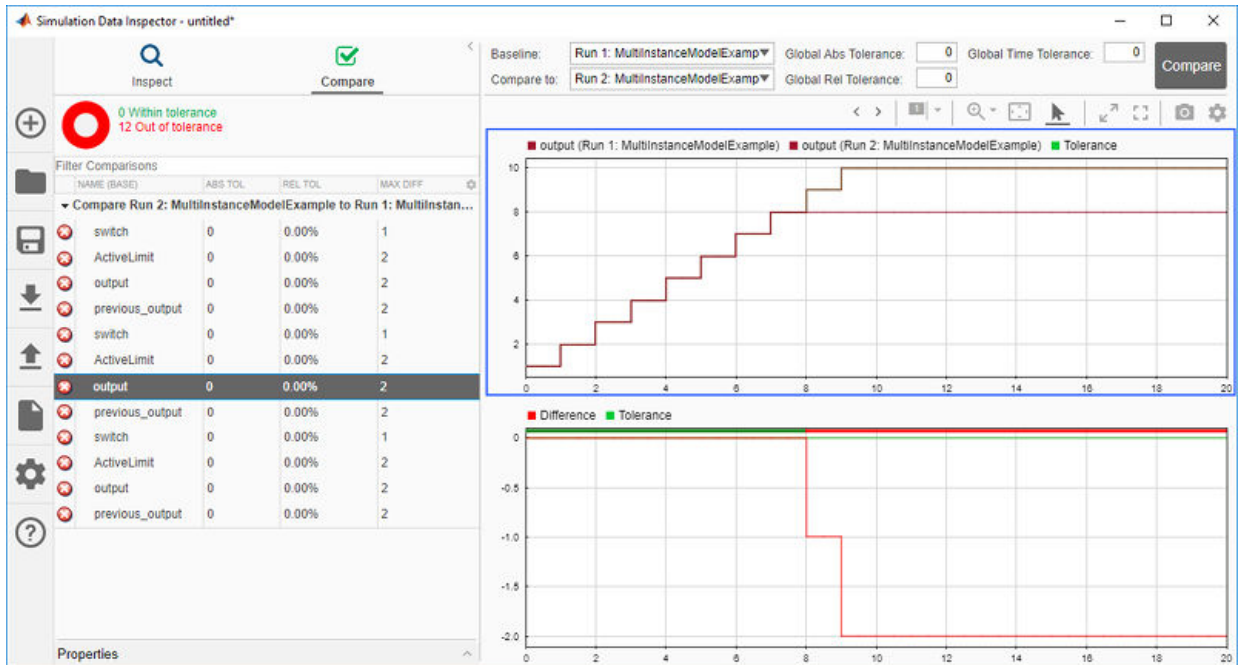 Simulation Data Inspector - untitled*
Inspect
Compare
0 Within tolerance
12 Out of tolerance
Filter Comparisons
NAME (BASE) ABS TOL REL TOL MAX DIFF
Compare Run 2: MultiInstanceModelExample to Run 1: MultiInstan...
switch 0 0.00% 1
ActiveLimit 0 0.00% 2
output 0 0.00% 2
previous_output 0 0.00% 2
switch 0 0.00% 1
ActiveLimit 0 0.00% 2
output 0 0.00% 2
previous_output 0 0.00% 2
switch 0 0.00% 1
ActiveLimit 0 0.00% 2
output 0 0.00% 2
previous_output 0 0.00% 2
Properties
Baseline: Run 1: MultiInstanceModelExamp Global Abs Tolerance: 0 Global Time Tolerance: 0
Compare to: Run 2: MultiInstanceModelExamp Global Rel Tolerance: 0
Compare
1
output (Run 1: MultiInstanceModelExample) output (Run 2: MultiInstanceModelExample) Tolerance
10
8
6
4
2
0 2 4 6 8 10 12 14 16 18 20
Difference Tolerance
0
-0.5
-1.0
-1.5
-2.0
0 2 4 6 8 10 12 14 16 18 20